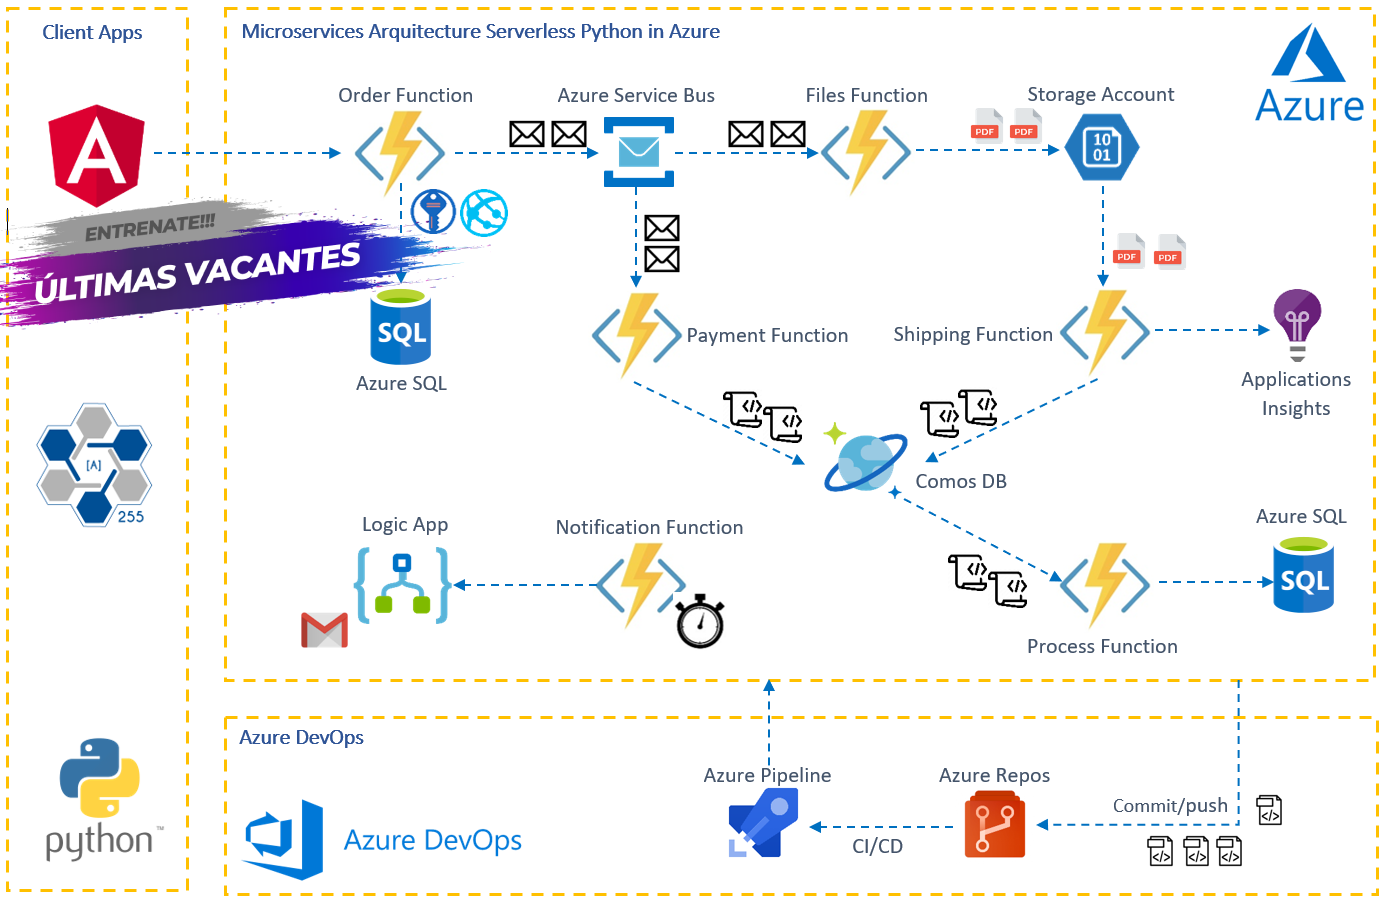 Client Apps
Microservices Arquitecture Serverless Python in Azure
Azure
Order Function
Azure Service Bus
Files Function
Storage Account
PDF
PDF
10
01
ENTRENATE!!!
ÚLTIMAS VACANTES
PDF
PDF
SQL
Azure SQL
Payment Function
Shipping Function
Applications
Insights
[A]
255
Comos DB
Logic App
Notification Function
Azure SQL
SQL
Process Function
Azure DevOps
Azure Pipeline
Azure Repos
Commit/push
CI/CD
Azure DevOps
python™